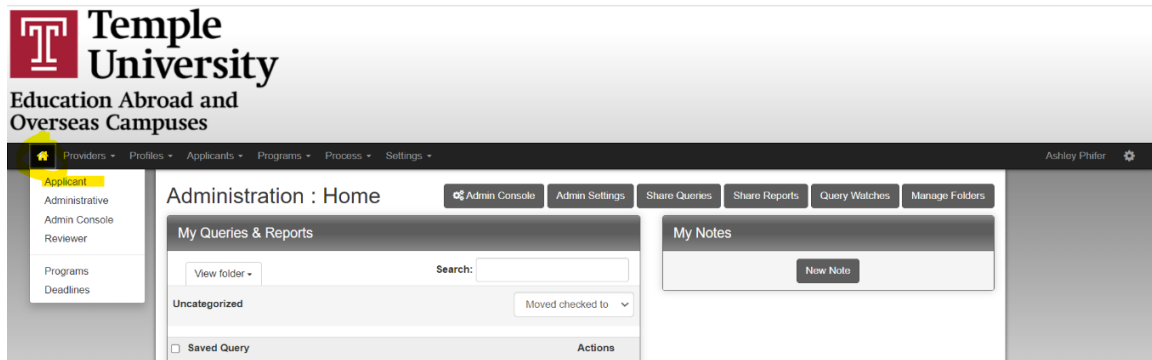 Temple
University
Education Abroad and
Overseas Campuses
Providers Profiles Applicants Programs Process Settings Ashley Phifer
Applicant
Administrative
Admin Console
Reviewer
Programs
Deadlines
Administration : Home
Admin Console Admin Settings Share Queries Share Reports Query Watches Manage Folders
My Queries & Reports
View folder
Search:
Uncategorized
Moved checked to
Saved Query Actions
My Notes
New Note